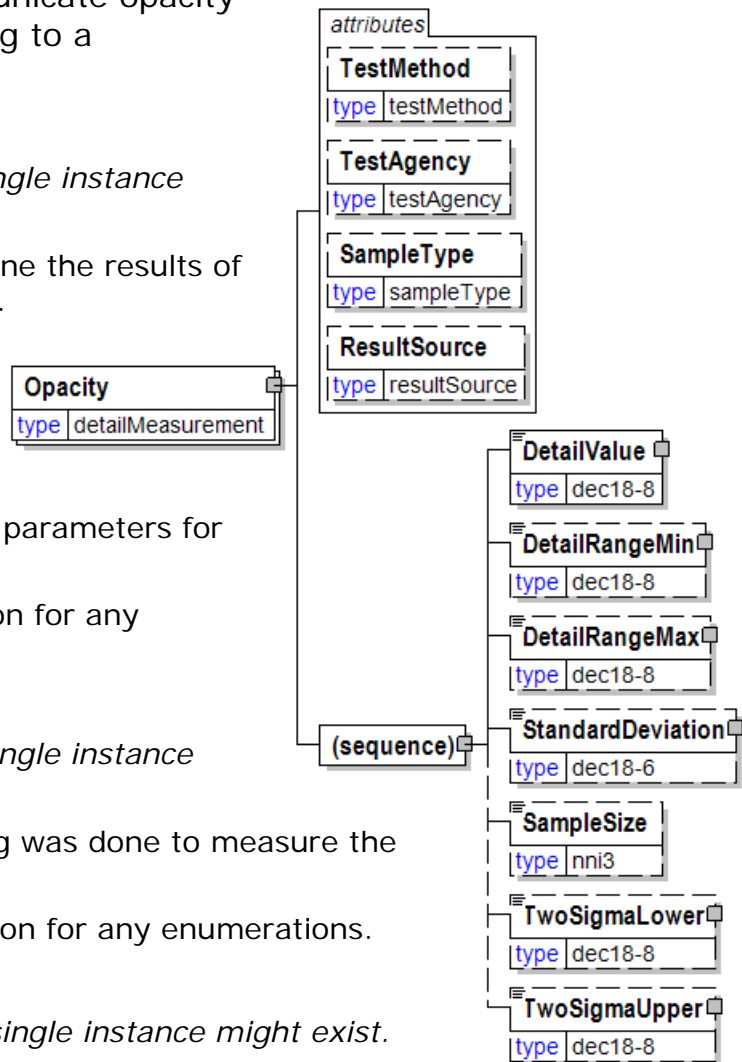 unicate opacity
g to a
ngle instance
ne the results of
.
parameters for
on for any
ngle instance
g was done to measure the
on for any enumerations.
single instance might exist.
attributes
TestMethod
type testMethod
TestAgency
type testAgency
SampleType
type sampleType
ResultSource
type resultSource
Opacity
type detailMeasurement
(sequence)
DetailValue
type dec18-8
DetailRangeMin
type dec18-8
DetailRangeMax
type dec18-8
StandardDeviation
type dec18-6
SampleSize
type nni3
TwoSigmaLower
type dec18-8
TwoSigmaUpper
type dec18-8